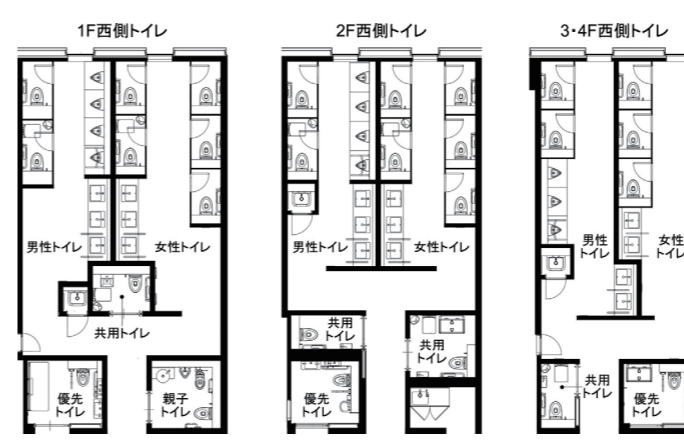 1F西側トイレ
2F西側トイレ
3・4F西側トイレ
男性トイレ
女性トイレ
共用トイレ
優先
トイレ
親子
トイレ
男性トイレ
女性トイレ
共用
トイレ
共用
トイレ
優先
トイレ
男性
トイレ
女性
トイレ
共用
トイレ
優先
トイレ